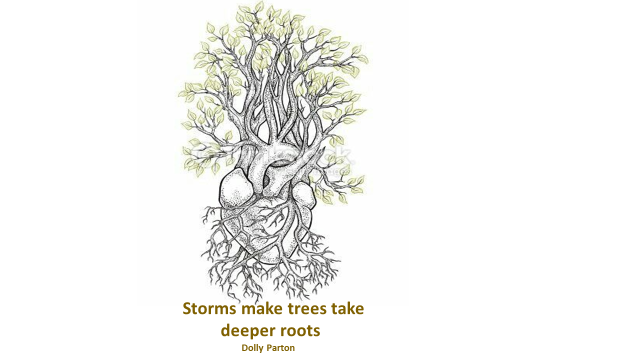 Storms make trees take
deeper roots
Dolly Parton